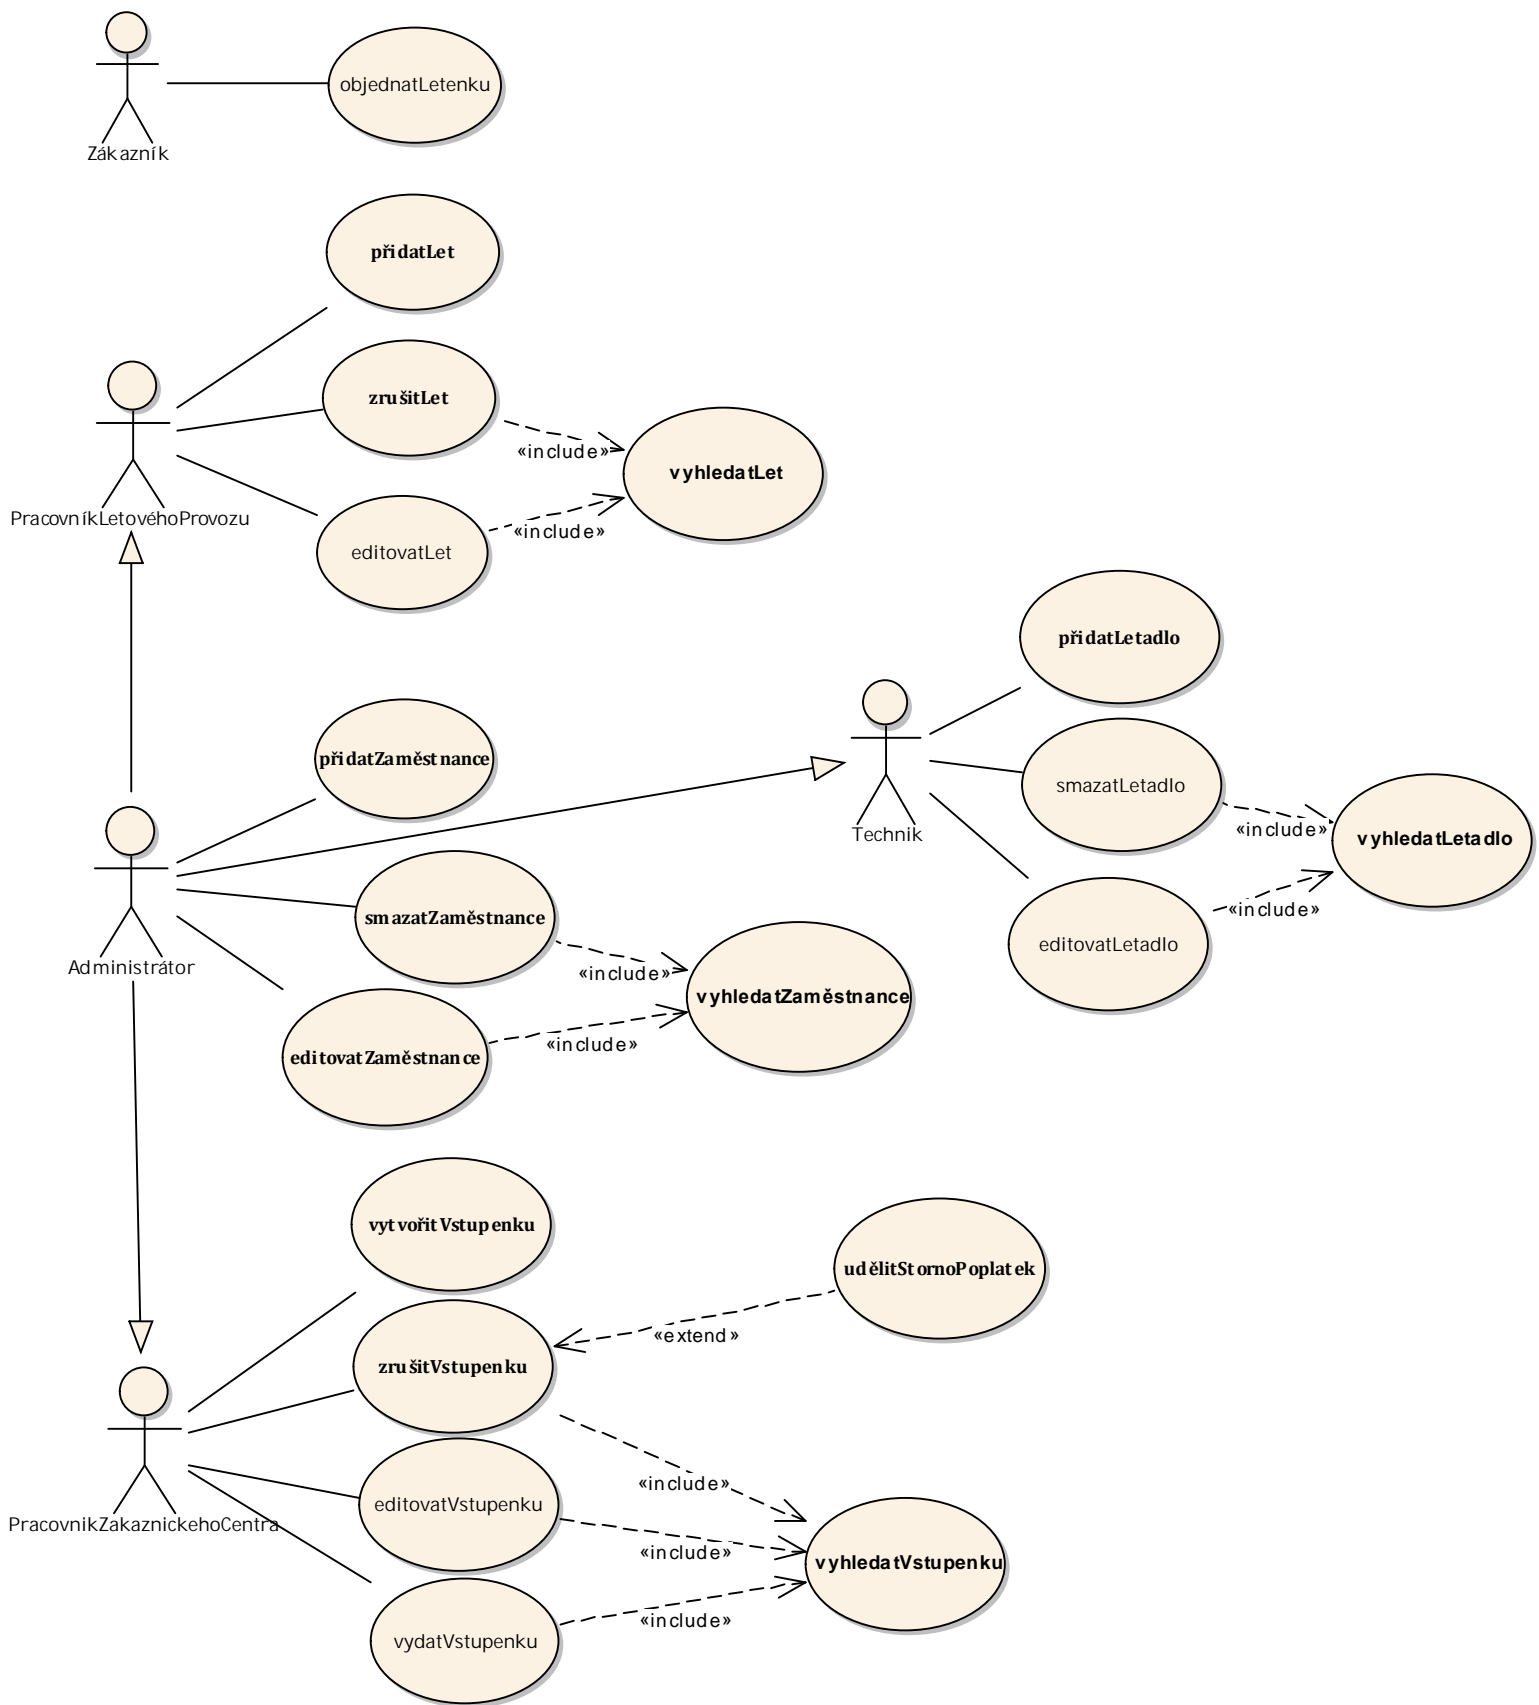 objednatLetenku
Zákazník
přidatLet
zrušitLet
«include»
vyhledatLet
PracovníkLetovéhoProvozu
«include»
editovatLet
přidatLetadlo
přidatZaměstnance
smazatLetadlo
Technik
«include»
vyhledatLetadlo
smazatZaměstnance
«include»
editovatLetadlo
Administrátor
«include»
vyhledatZaměstnance
«include»
editovatZaměstnance
vytvořitVstupenku
udělitStornoPoplatek
«extend»
zrušitVstupenku
«include»
editovatVstupenku
PracovnikZakaznickehoCentra
«include»
vyhledatVstupenku
«include»
vydatVstupenku